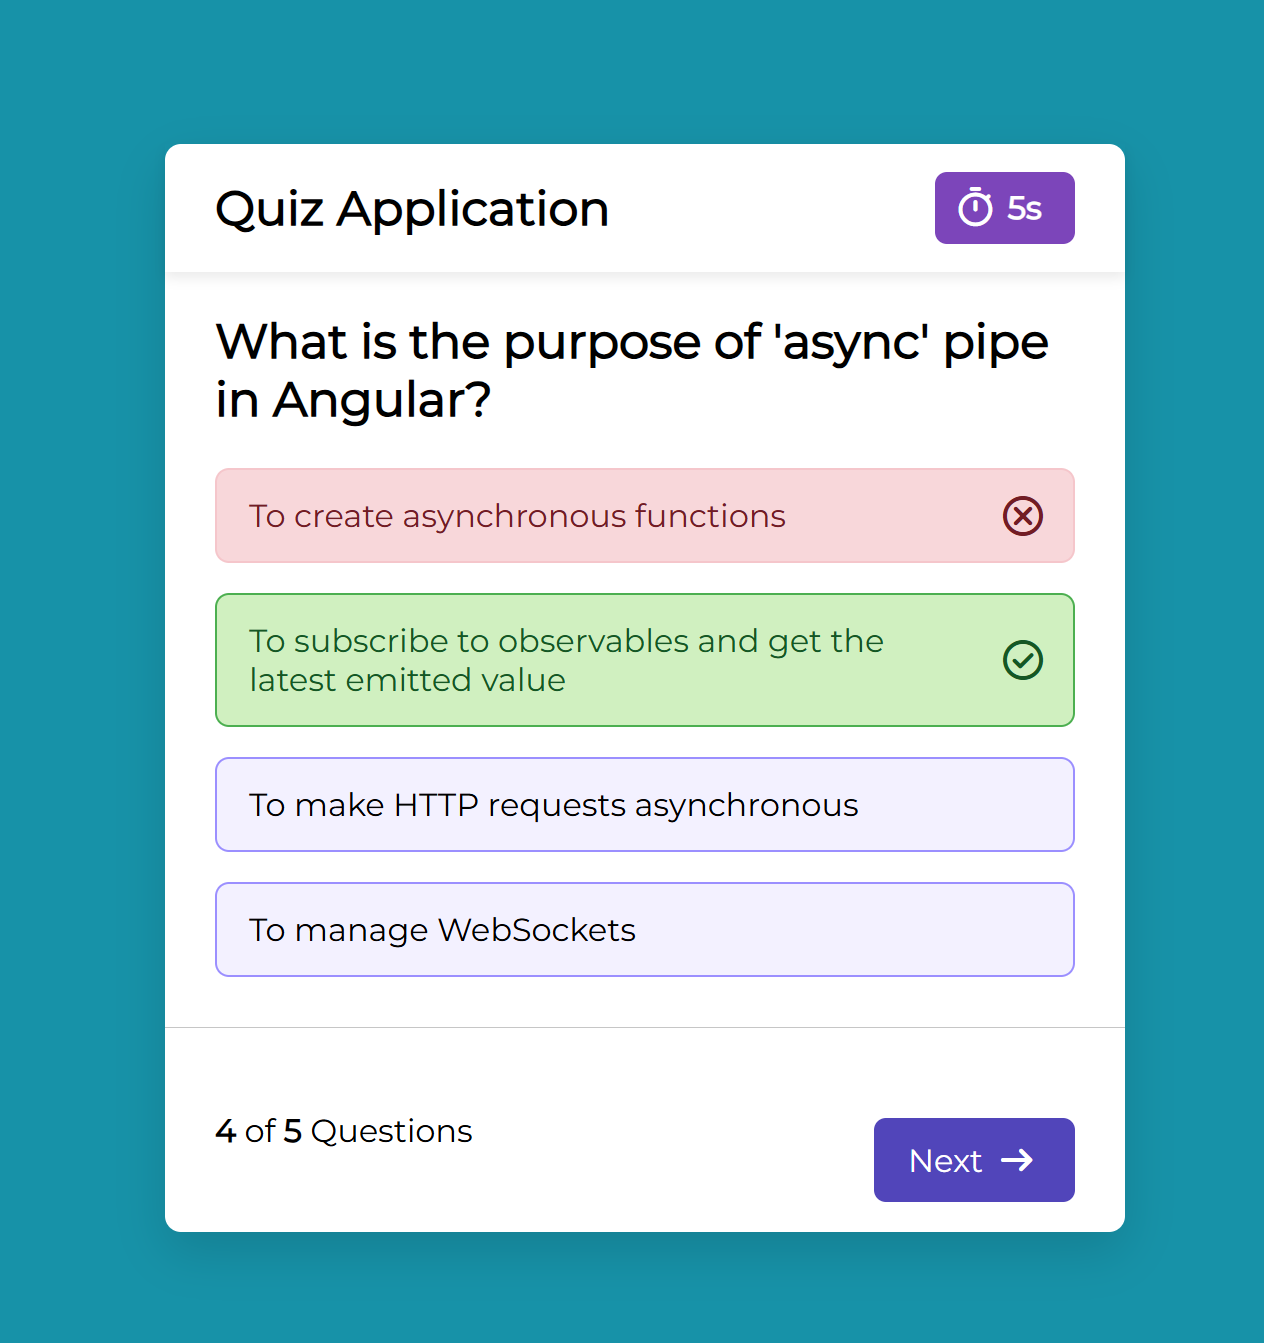 Quiz Application
5s
What is the purpose of 'async' pipe
in Angular?
To create asynchronous functions
To subscribe to observables and get the
latest emitted value
To make HTTP requests asynchronous
To manage WebSockets
4 of 5 Questions
Next